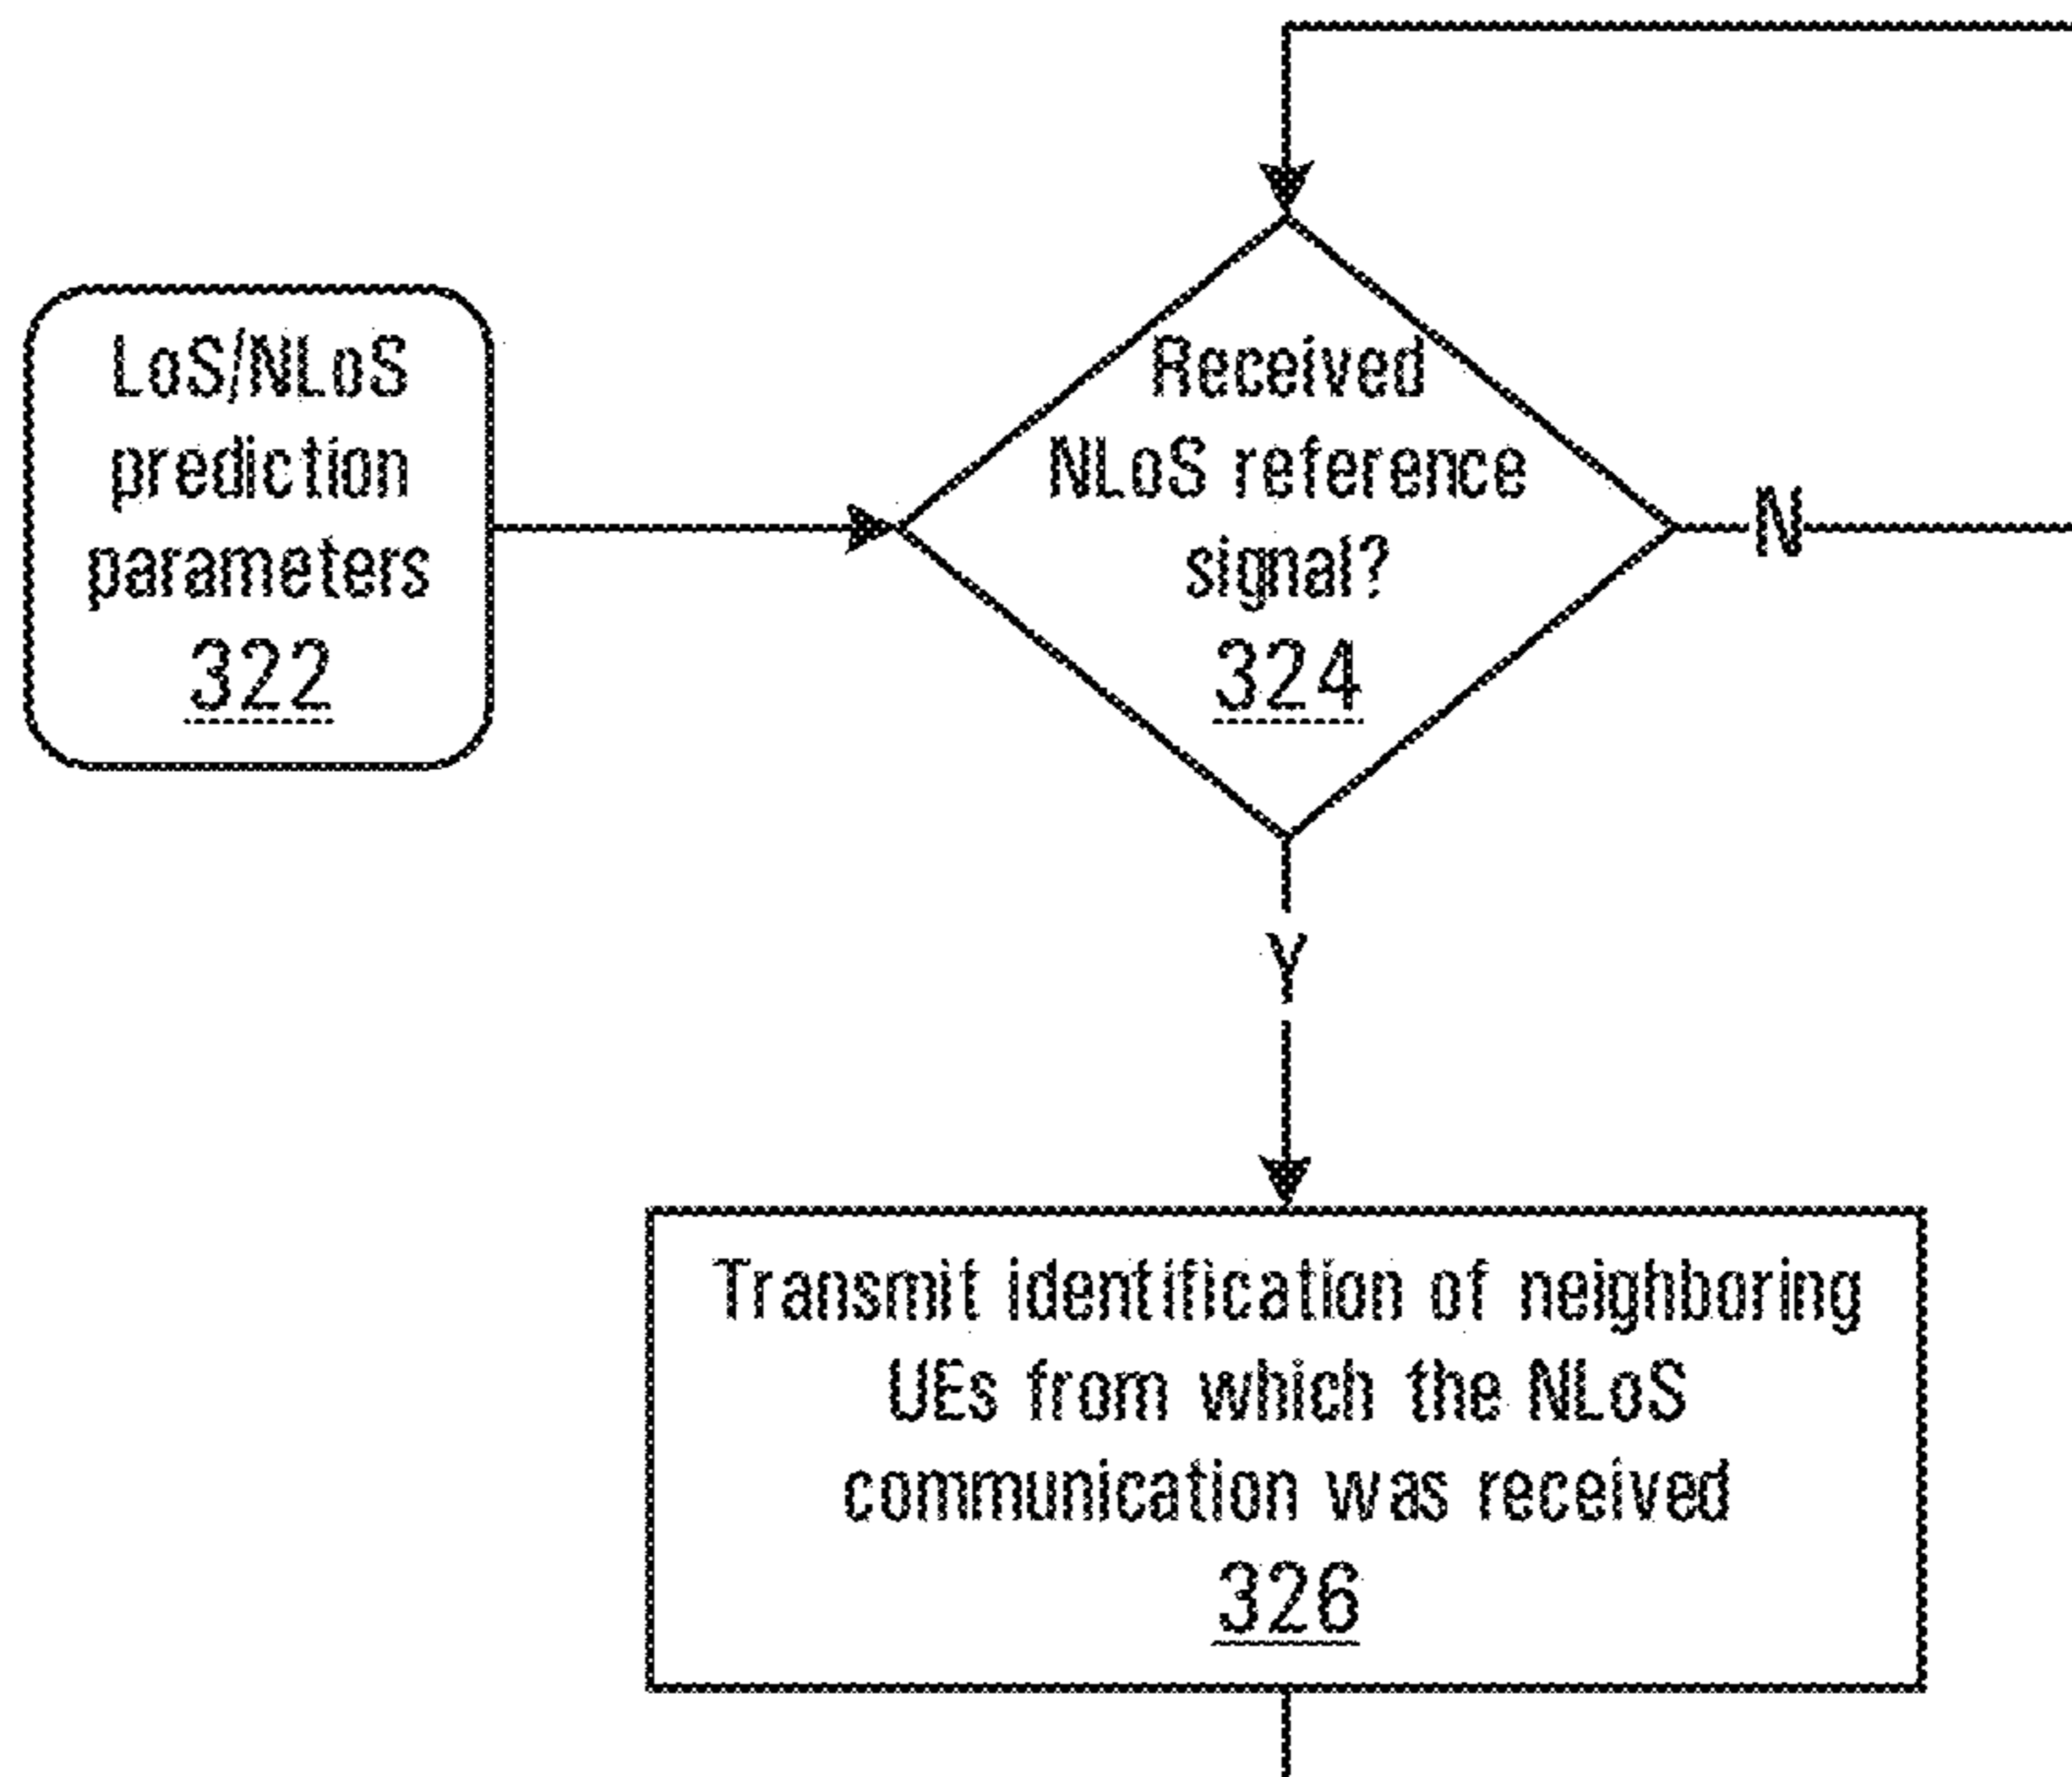 LoS/NLoS
prediction
parameters
322
Received
NLoS reference
signal?
324
N
Y
Transmit identification of neighboring
UEs from which the NLoS
communication was received
326